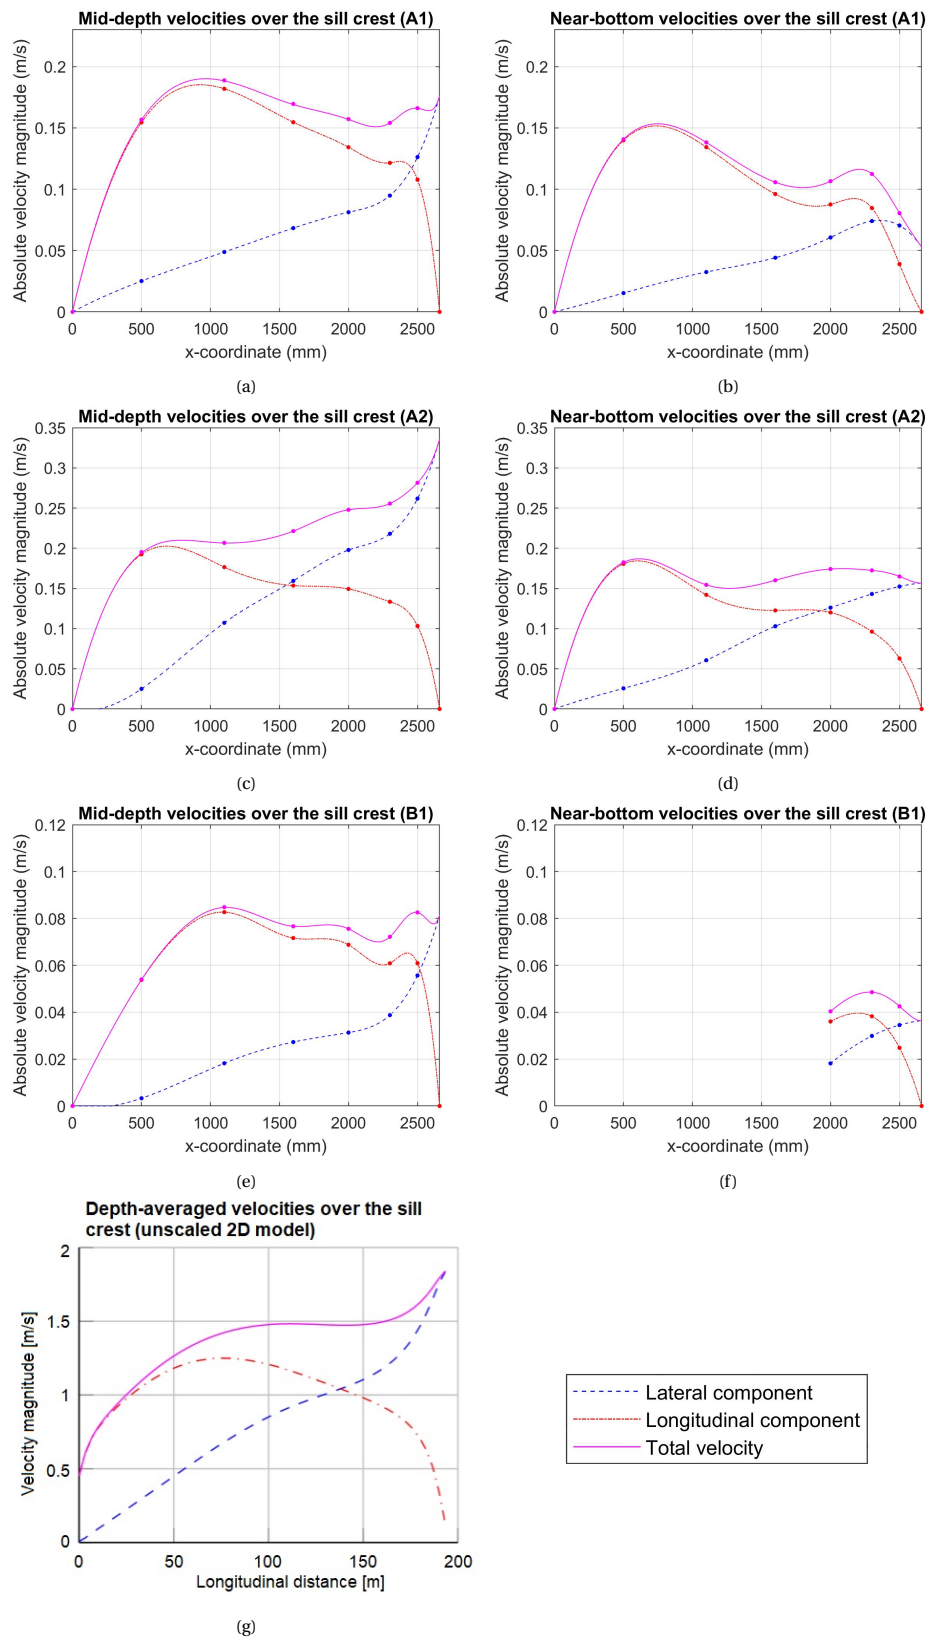 Mid-depth velocities over the sill crest (A1)
Absolute velocity magnitude (m/s)
0.2
0.15
0.1
0.05
0
0 500 1000 1500 2000 2500
x-coordinate (mm)
(a)
Near-bottom velocities over the sill crest (A1)
Absolute velocity magnitude (m/s)
0.2
0.15
0.1
0.05
0
0 500 1000 1500 2000 2500
x-coordinate (mm)
(b)
Mid-depth velocities over the sill crest (A2)
Absolute velocity magnitude (m/s)
0.35
0.3
0.25
0.2
0.15
0.1
0.05
0
0 500 1000 1500 2000 2500
x-coordinate (mm)
(c)
Near-bottom velocities over the sill crest (A2)
Absolute velocity magnitude (m/s)
0.35
0.3
0.25
0.2
0.15
0.1
0.05
0
0 500 1000 1500 2000 2500
x-coordinate (mm)
(d)
Mid-depth velocities over the sill crest (B1)
Absolute velocity magnitude (m/s)
0.12
0.1
0.08
0.06
0.04
0.02
0
0 500 1000 1500 2000 2500
x-coordinate (mm)
(e)
Near-bottom velocities over the sill crest (B1)
Absolute velocity magnitude (m/s)
0.12
0.1
0.08
0.06
0.04
0.02
0
0 500 1000 1500 2000 2500
x-coordinate (mm)
(f)
Depth-averaged velocities over the sill
crest (unscaled 2D model)
Velocity magnitude [m/s]
2
1.5
1
0.5
0
0 50 100 150 200
Longitudinal distance [m]
(g)
Lateral component
Longitudinal component
Total velocity